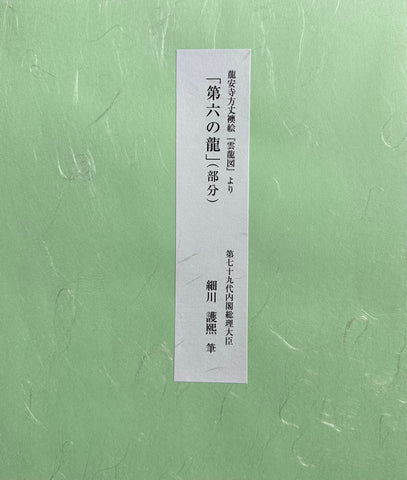 龍安寺方丈襖絵「雲龍図」より
「第六の龍」(部分)
第七十九代内閣総理大臣
細川 護熙 筆